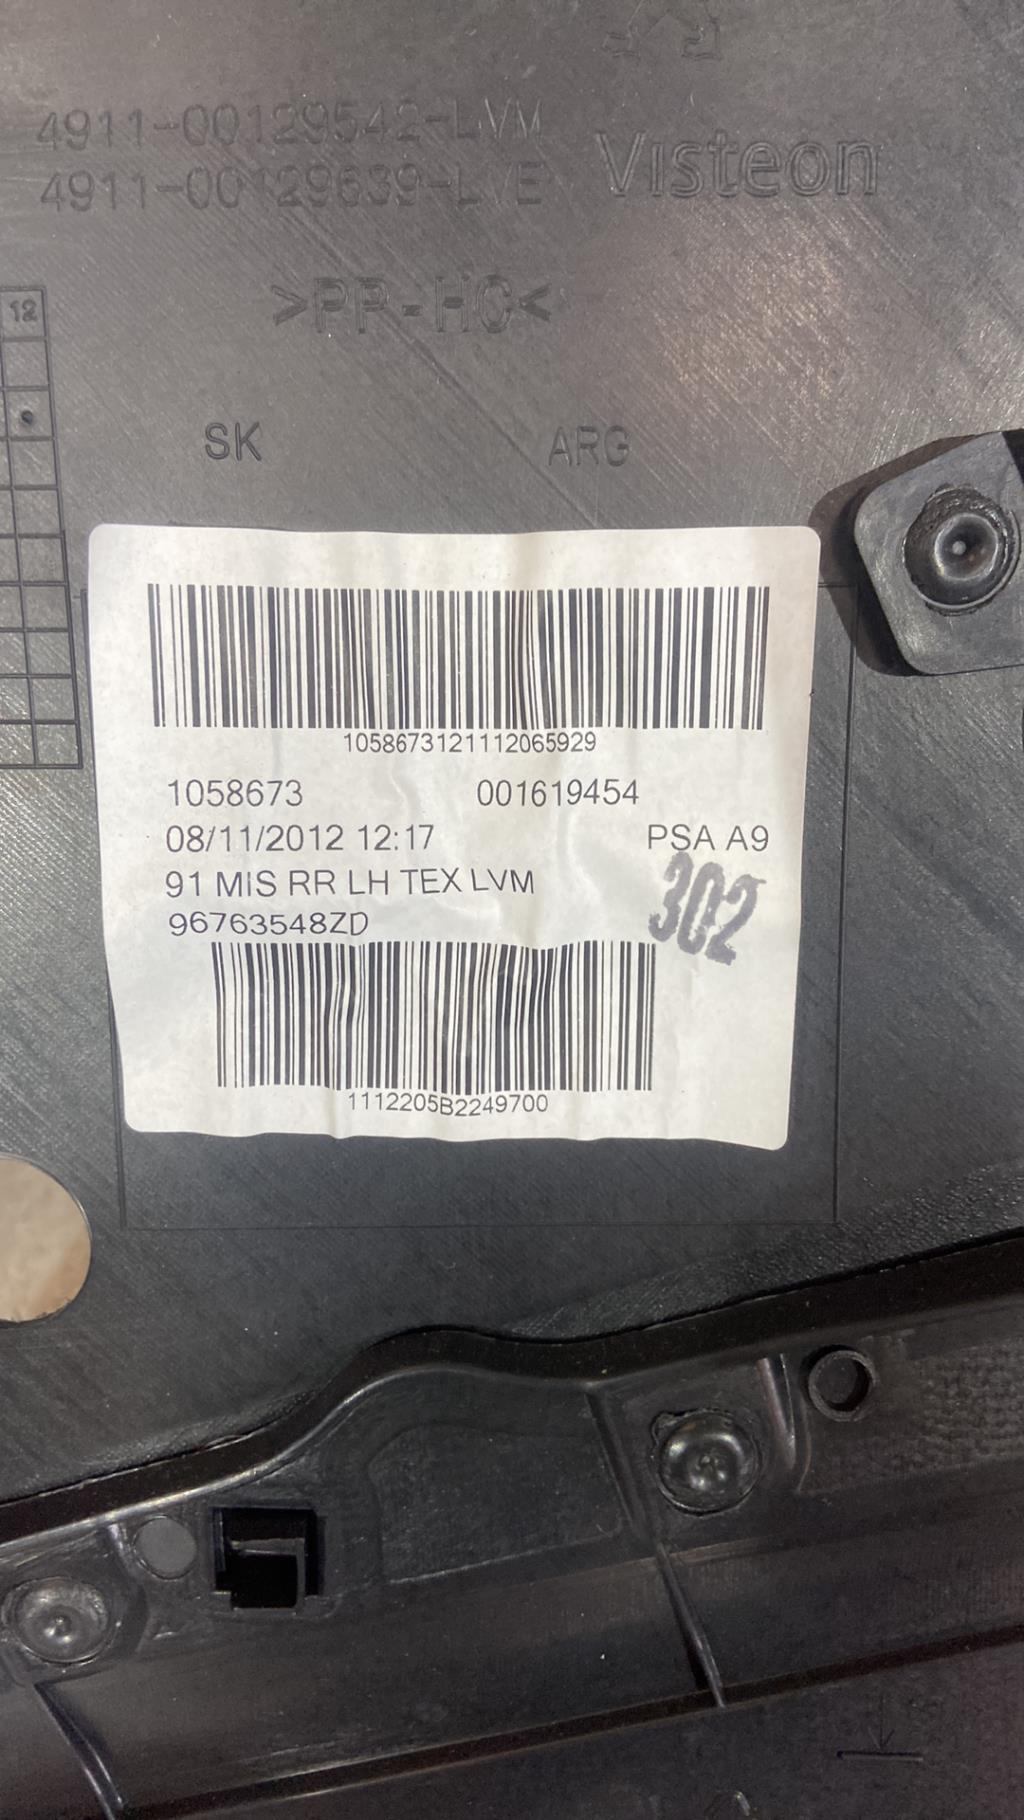 4911-00129542-LVM
4911-00129639-LVE
Visteon
>PP-HC<
12
SK
ARG
1058673121112065929
1058673 001619454
08/11/2012 12:17 PSA A9
91 MIS RR LH TEX LVM
302
96763548ZD
1112205B2249700